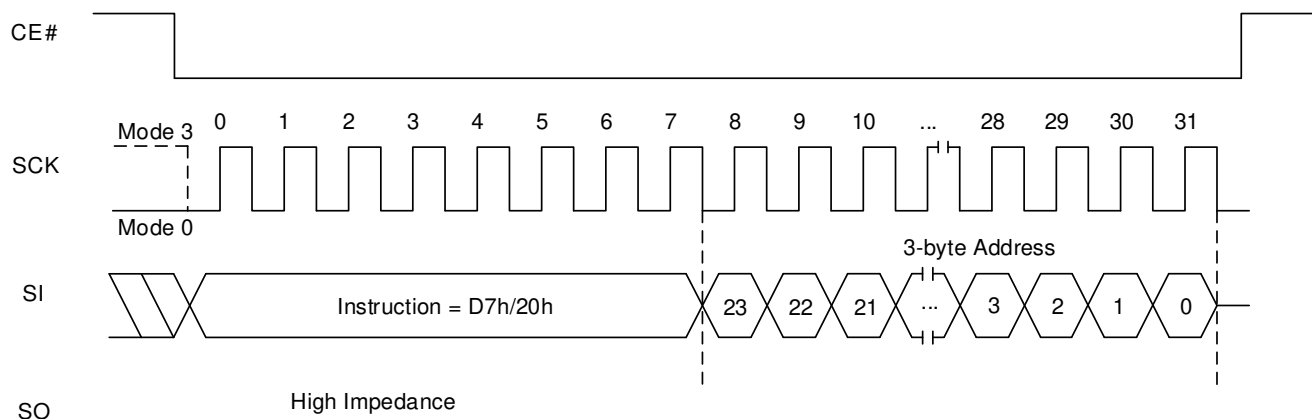 CE#
Mode 3 0 1 2 3 4 5 6 7 8 9 10 ... 28 29 30 31
SCK
Mode 0
3-byte Address
SI Instruction = D7h/20h 23 22 21 ... 3 2 1 0
High Impedance
SO